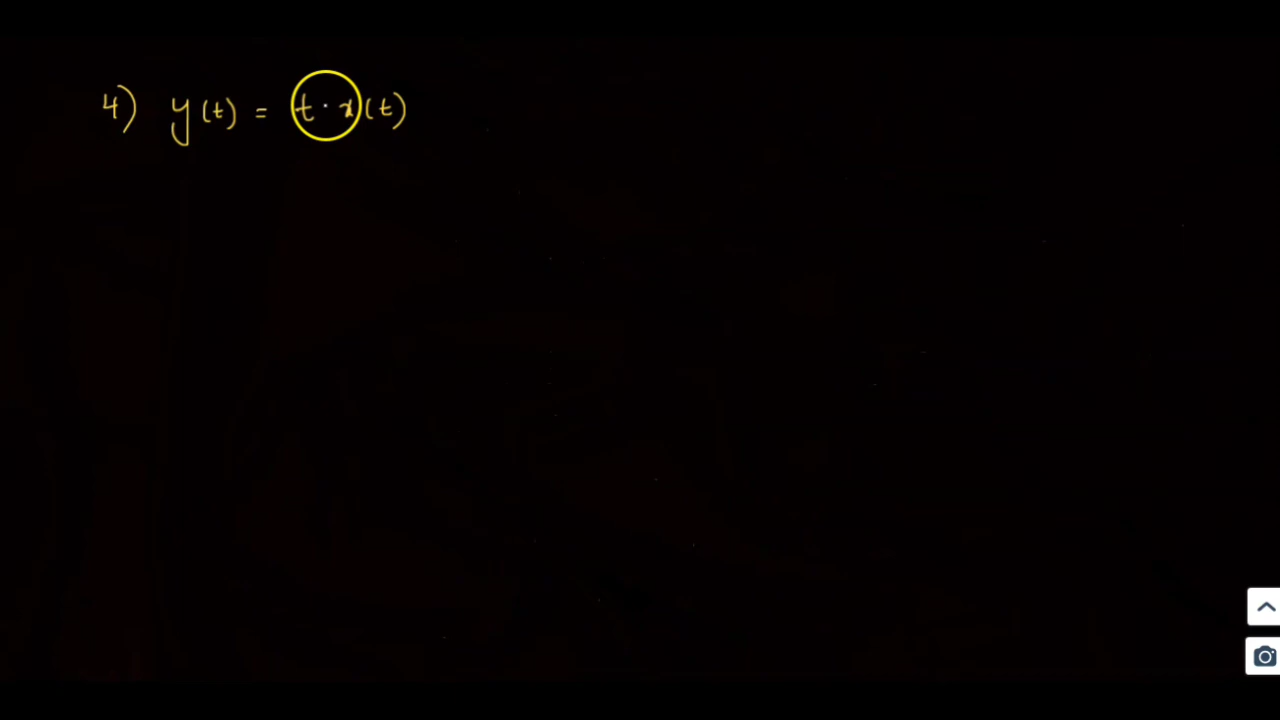 4) y(t) = t · x(t)